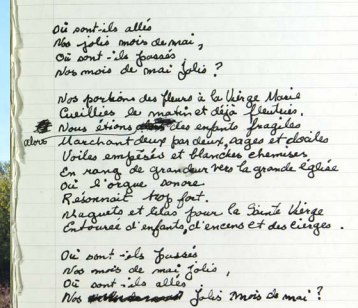 Où sont-ils allés
Nos jolis mois de mai,
Où sont-ils passés
Nos mois de mai jolis ?
Nos portions des fleurs à la Vierge Marie
Cueillies le matin et déjà fleuries.
Nous étions des enfants fragiles
alors Marchant deux par deux, sages et dociles
Voiles empesés et blanches chemises
En rang de grandeur vers la grande église
Où l'orgue sonore
Résonnait trop fort.
Muguets et lilas pour la Sainte Vierge
Entourée d'enfants, d'encens et des cierges.
Où sont-ils passés
Nos mois de mai jolis,
Où sont-ils allés
Nos jolis mois de mai ?